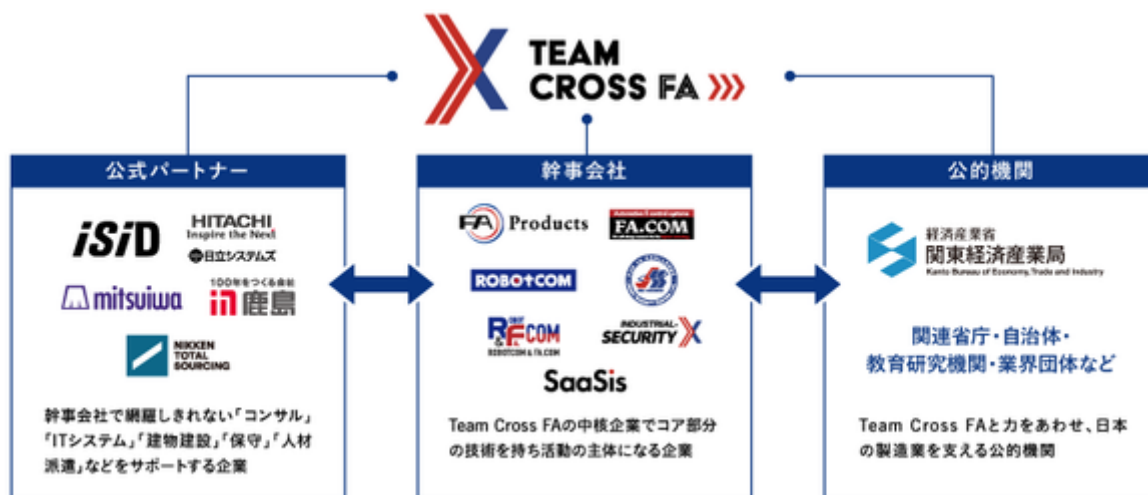 TEAM
CROSS FA
公式パートナー
iSiD
HITACHI
Inspire the Next
日立システムズ
mitsuiwa
100年をつくる会社
鹿島
NIKKEN
TOTAL
SOURCING
幹事会社で網羅しきれない「コンサル」
「ITシステム」「建物建設」「保守」「人材
派遣」などをサポートする企業
幹事会社
FA Products
FA.COM
ROBOTCOM
R&F.COM
ROBOTCOM & FA.COM
INDUSTRIAL-
SECURITY X
SaaSis
Team Cross FAの中核企業でコア部分
の技術を持ち活動の主体になる企業
公的機関
経済産業省
関東経済産業局
Kanto Bureau of Economy, Trade and Industry
関連省庁・自治体・
教育研究機関・業界団体など
Team Cross FAと力をあわせ、日本
の製造業を支える公的機関